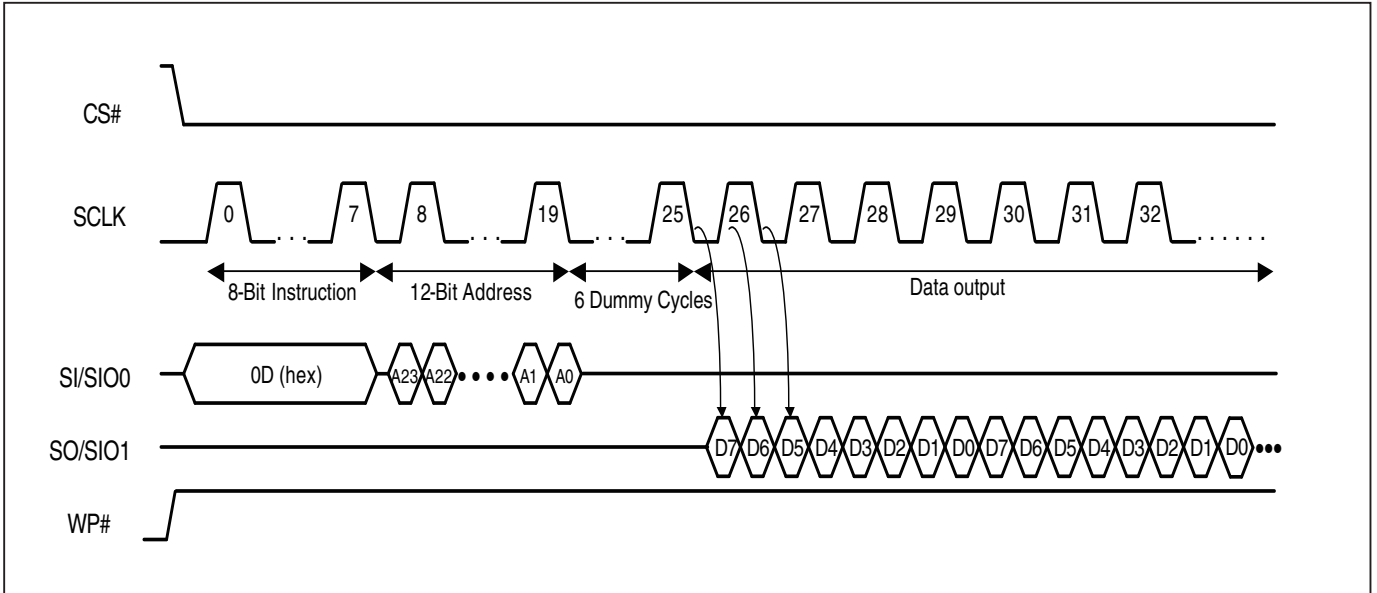 CS#
SCLK
0 . . . 7 8 ... 19 ... 25 26 27 28 29 30 31 32 ......
8-Bit Instruction 12-Bit Address 6 Dummy Cycles Data output
SI/SIO0
0D (hex) A23 A22 •••• A1 A0
SO/SIO1
D7 D6 D5 D4 D3 D2 D1 D0 D7 D6 D5 D4 D3 D2 D1 D0 •••
WP#